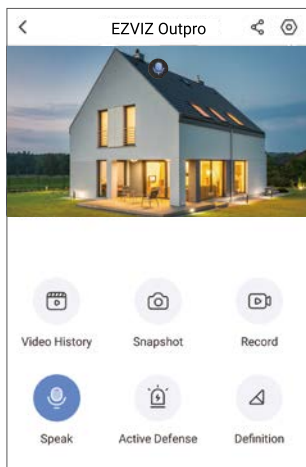 EZVIZ Outpro
Video History
Snapshot
Record
Speak
Active Defense
Definition